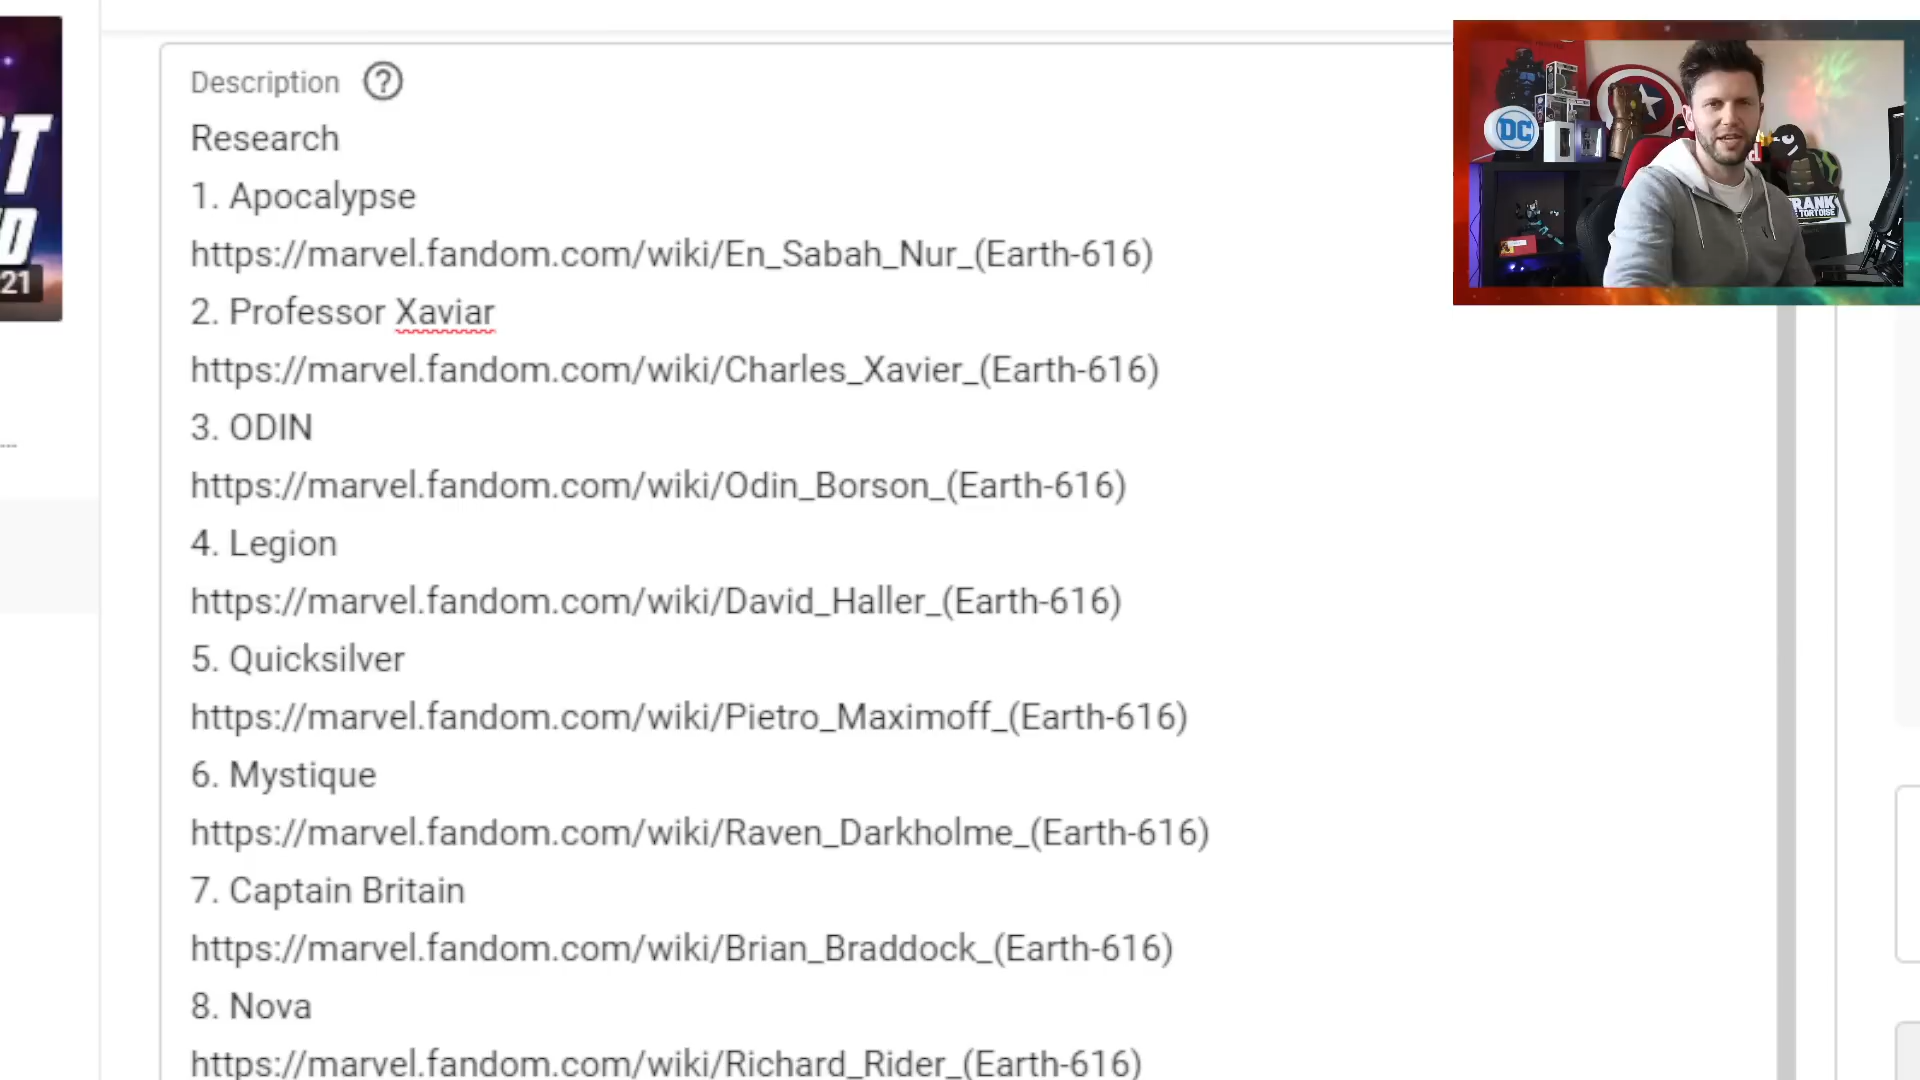 Description ?
Research
1. Apocalypse
https://marvel.fandom.com/wiki/En_Sabah_Nur_(Earth-616)
2. Professor Xaviar
https://marvel.fandom.com/wiki/Charles_Xavier_(Earth-616)
3. ODIN
https://marvel.fandom.com/wiki/Odin_Borson_(Earth-616)
4. Legion
https://marvel.fandom.com/wiki/David_Haller_(Earth-616)
5. Quicksilver
https://marvel.fandom.com/wiki/Pietro_Maximoff_(Earth-616)
6. Mystique
https://marvel.fandom.com/wiki/Raven_Darkholme_(Earth-616)
7. Captain Britain
https://marvel.fandom.com/wiki/Brian_Braddock_(Earth-616)
8. Nova
https://marvel.fandom.com/wiki/Richard_Rider_(Earth-616)
21
DC
RANK
TORTOISE